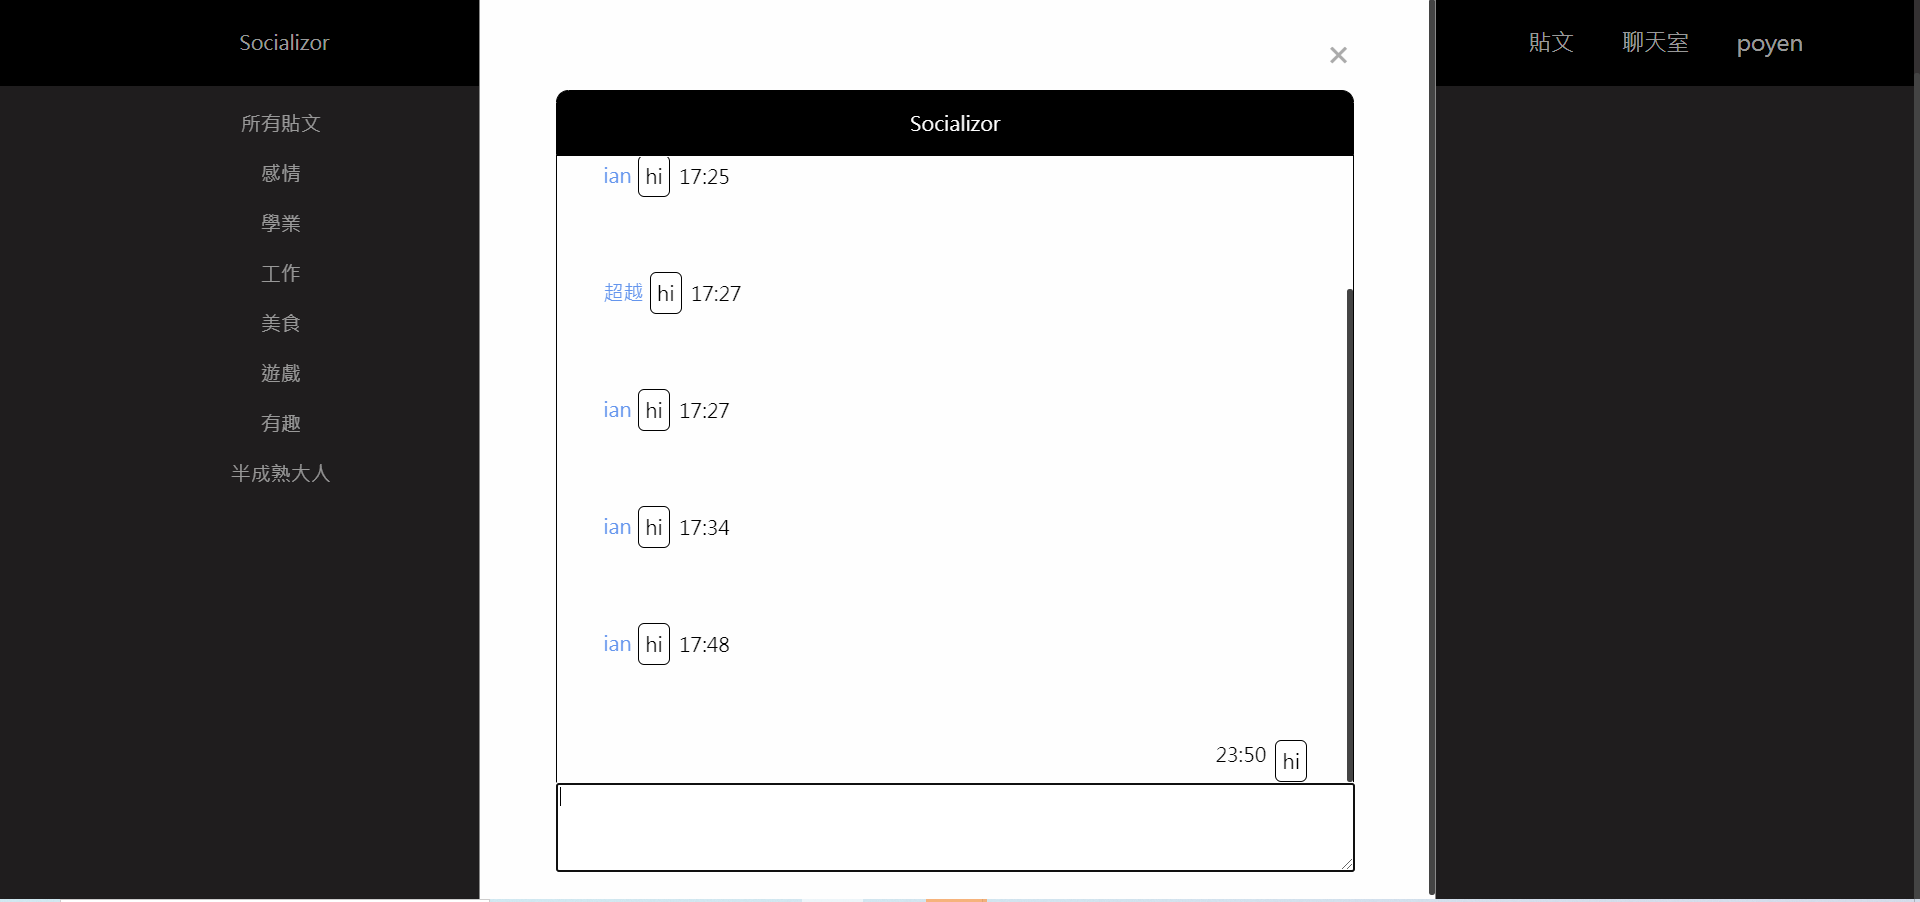 Socializor
貼文 聊天室 poyen
所有貼文
感情
學業
工作
美食
遊戲
有趣
半成熟大人
×
Socializor
ian hi 17:25
超越 hi 17:27
ian hi 17:27
ian hi 17:34
ian hi 17:48
23:50 hi